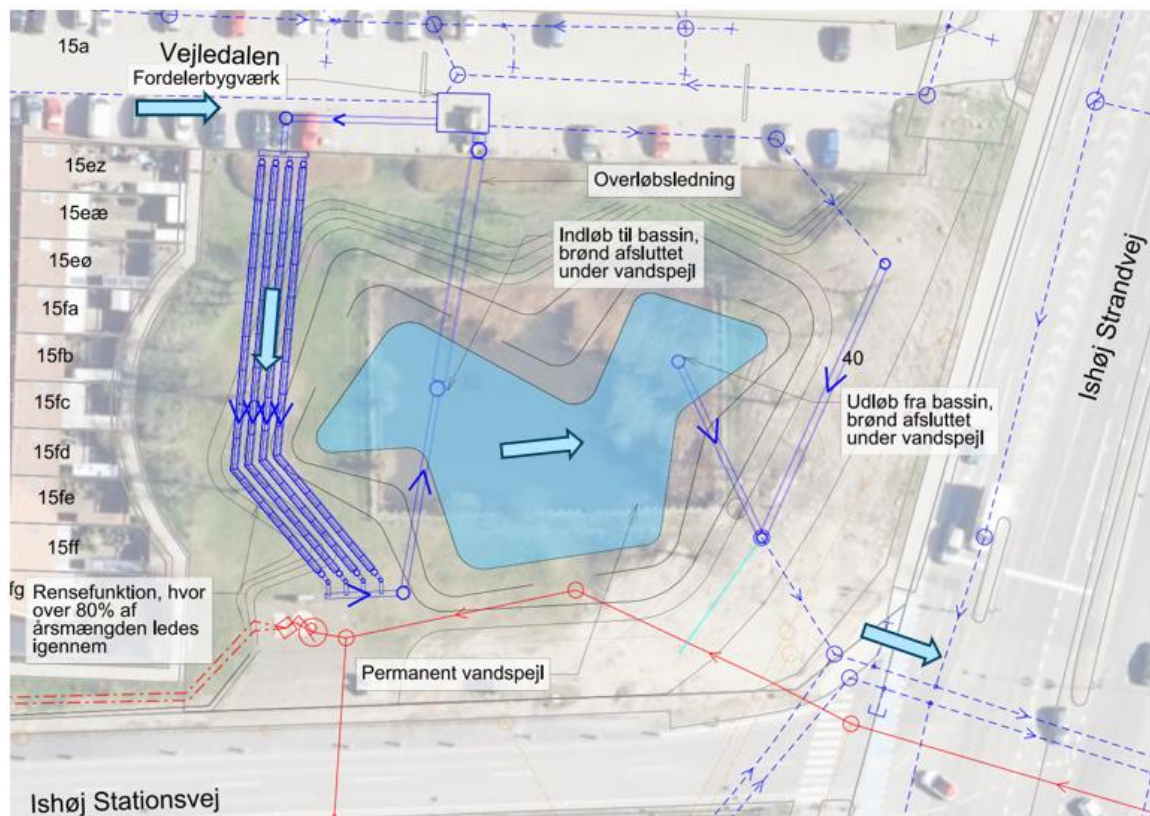 15a
Vejledalen
Fordelerbygværk
15ez
15eæ
15eø
15fa
15fb
15fc
15fd
15fe
15ff
fg
Overløbsledning
Indløb til bassin,
brønd afsluttet
under vandspejl
40
Udløb fra bassin,
brønd afsluttet
under vandspejl
Ishøj Strandvej
Rensefunktion, hvor
over 80% af
årsmængden ledes
igennem
Permanent vandspejl
Ishøj Stationsvej